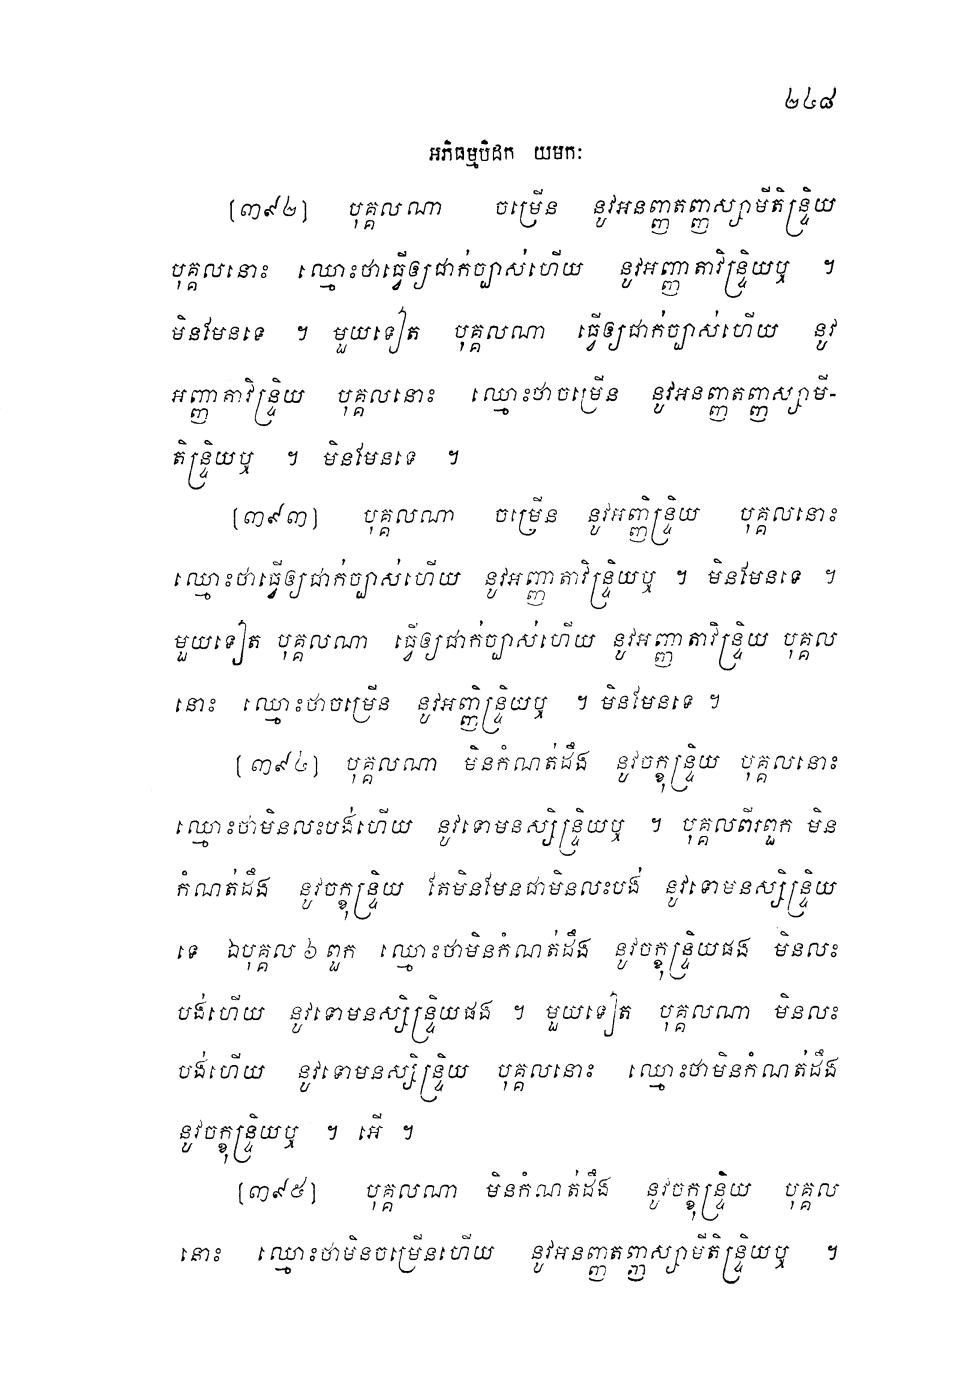 ២៤៨
អភិធម្មបិដក យមកៈ
[៣៩២] បុគ្គលណា ចម្រើន នូវអនញ្ញាតញ្ញស្សាមីតិន្ទ្រិយ
បុគ្គលនោះ ឈ្មោះថាធ្វើឲ្យជាក់ច្បាស់ហើយ នូវអញ្ញាតាវិន្ទ្រិយឬ ។
មិនមែនទេ ។ មួយទៀត បុគ្គលណា ធ្វើឲ្យជាក់ច្បាស់ហើយ នូវ
អញ្ញាតាវិន្ទ្រិយ បុគ្គលនោះ ឈ្មោះថាចម្រើន នូវអនញ្ញាតញ្ញស្សាមី-
តិន្ទ្រិយឬ ។ មិនមែនទេ ។
[៣៩៣] បុគ្គលណា ចម្រើន នូវអញ្ញិន្ទ្រិយ បុគ្គលនោះ
ឈ្មោះថាធ្វើឲ្យជាក់ច្បាស់ហើយ នូវអញ្ញាតាវិន្ទ្រិយឬ ។ មិនមែនទេ ។
មួយទៀត បុគ្គលណា ធ្វើឲ្យជាក់ច្បាស់ហើយ នូវអញ្ញាតាវិន្ទ្រិយ បុគ្គល
នោះ ឈ្មោះថាចម្រើន នូវអញ្ញិន្ទ្រិយឬ ។ មិនមែនទេ ។
[៣៩៤] បុគ្គលណា មិនកំណត់ដឹង នូវចក្ខុន្ទ្រិយ បុគ្គលនោះ
ឈ្មោះថាមិនលះបង់ហើយ នូវទោមនស្សិន្ទ្រិយឬ ។ បុគ្គលពីរពួក មិន
កំណត់ដឹង នូវចក្ខុន្ទ្រិយ តែមិនមែនជាមិនលះបង់ នូវទោមនស្សិន្ទ្រិយ
ទេ ឯបុគ្គល ៦ ពួក ឈ្មោះថាមិនកំណត់ដឹង នូវចក្ខុន្ទ្រិយផង មិនលះ
បង់ហើយ នូវទោមនស្សិន្ទ្រិយផង ។ មួយទៀត បុគ្គលណា មិនលះ
បង់ហើយ នូវទោមនស្សិន្ទ្រិយ បុគ្គលនោះ ឈ្មោះថាមិនកំណត់ដឹង
នូវចក្ខុន្ទ្រិយឬ ។ អើ ។
[៣៩៥] បុគ្គលណា មិនកំណត់ដឹង នូវចក្ខុន្ទ្រិយ បុគ្គល
នោះ ឈ្មោះថាមិនចម្រើនហើយ នូវអនញ្ញាតញ្ញស្សាមីតិន្ទ្រិយឬ ។